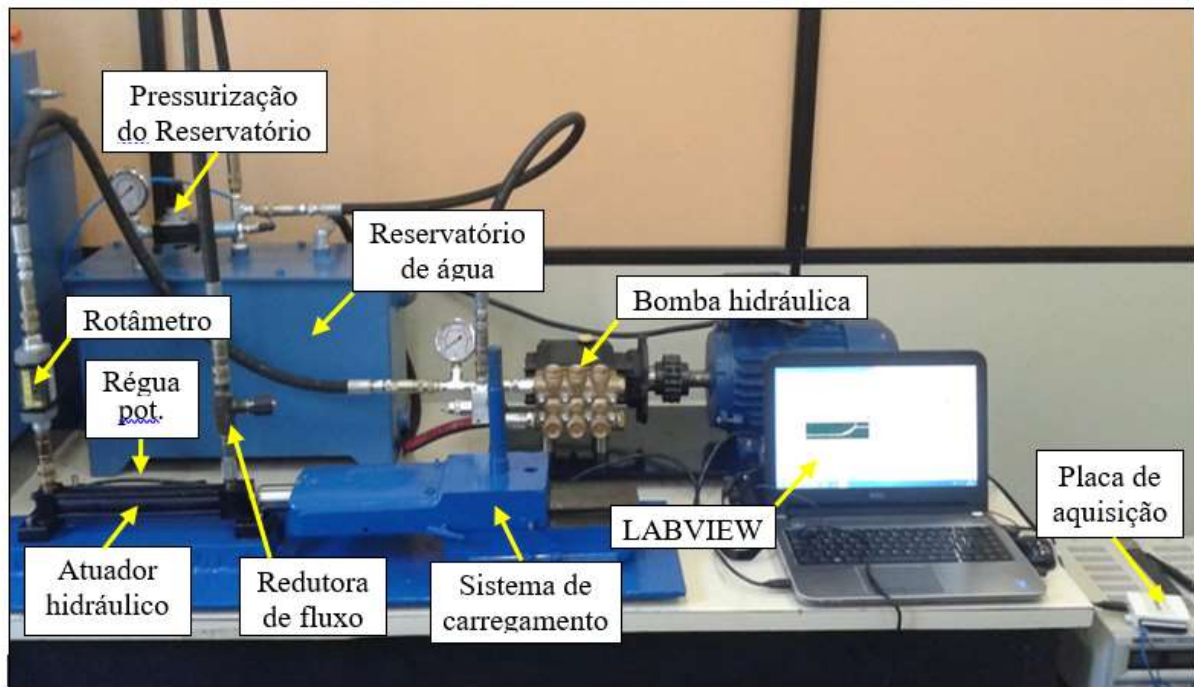 Pressurização
do Reservatório
Reservatório
de água
Bomba hidráulica
Rotâmetro
Régua
pot.
LABVIEW
Placa de
aquisição
Atuador
hidráulico
Redutora
de fluxo
Sistema de
carregamento